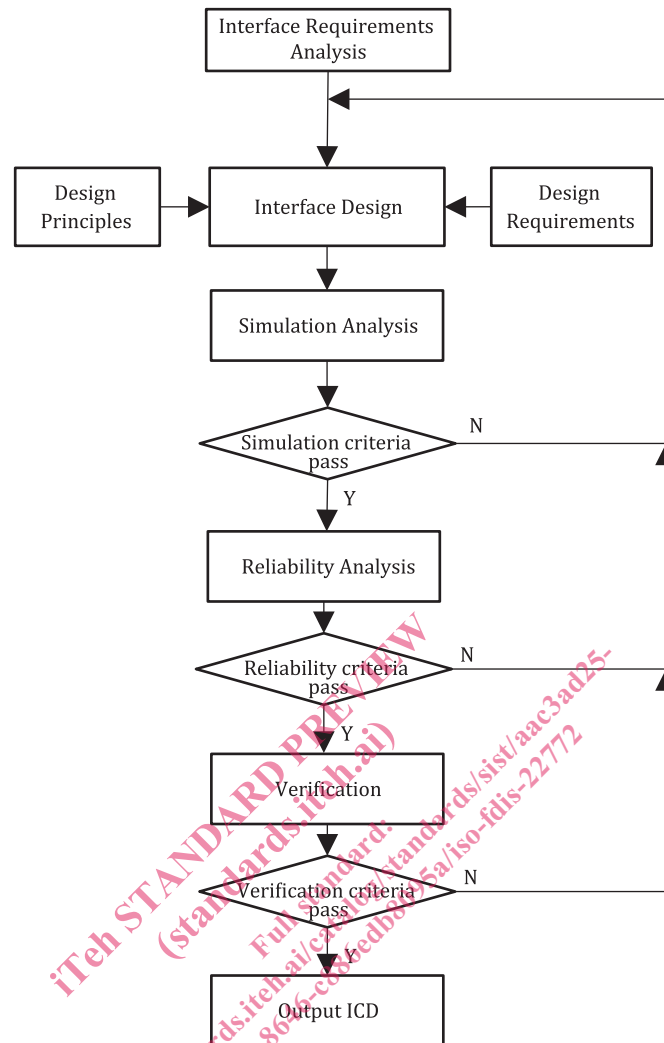 Interface Requirements
Analysis
Design
Principles
Interface Design
Design
Requirements
Simulation Analysis
Simulation criteria
pass
N
Y
Reliability Analysis
Reliability criteria
pass
N
Y
Verification
Verification criteria
pass
N
Y
Output ICD
iTeh STANDARD PREVIEW
(standards.iteh.ai)
Full standard: